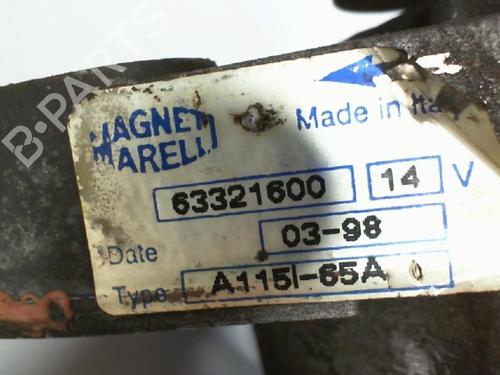 B-PARTS
Made in Italy
MAGNETI
MARELLI
63321600 14 V
Date 03-98
Type A115I-65A